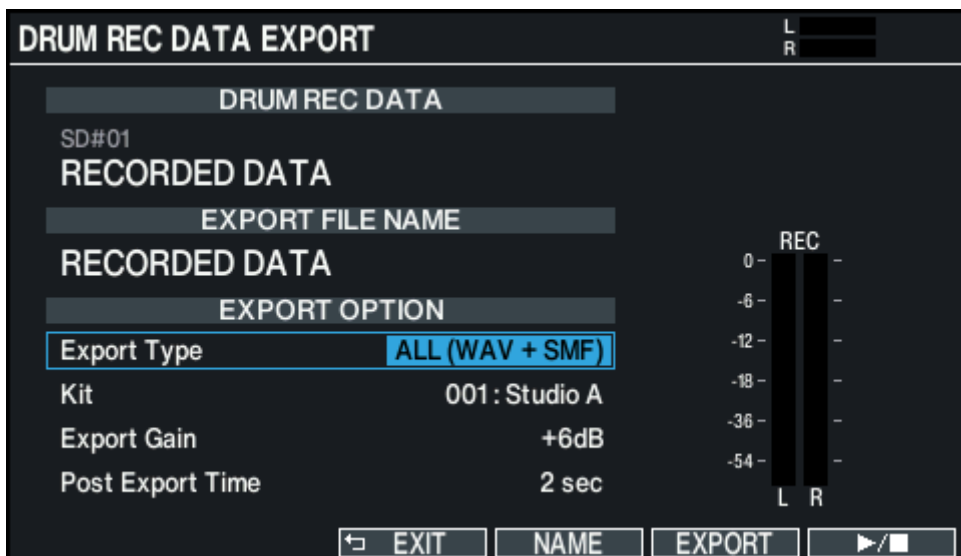 DRUM REC DATA EXPORT
L
R
DRUM REC DATA
SD#01
RECORDED DATA
EXPORT FILE NAME
RECORDED DATA
EXPORT OPTION
Export Type ALL (WAV + SMF)
Kit 001: Studio A
Export Gain +6dB
Post Export Time 2 sec
REC
0
-6
-12
-18
-36
-54
L R
EXIT NAME EXPORT ▶/■